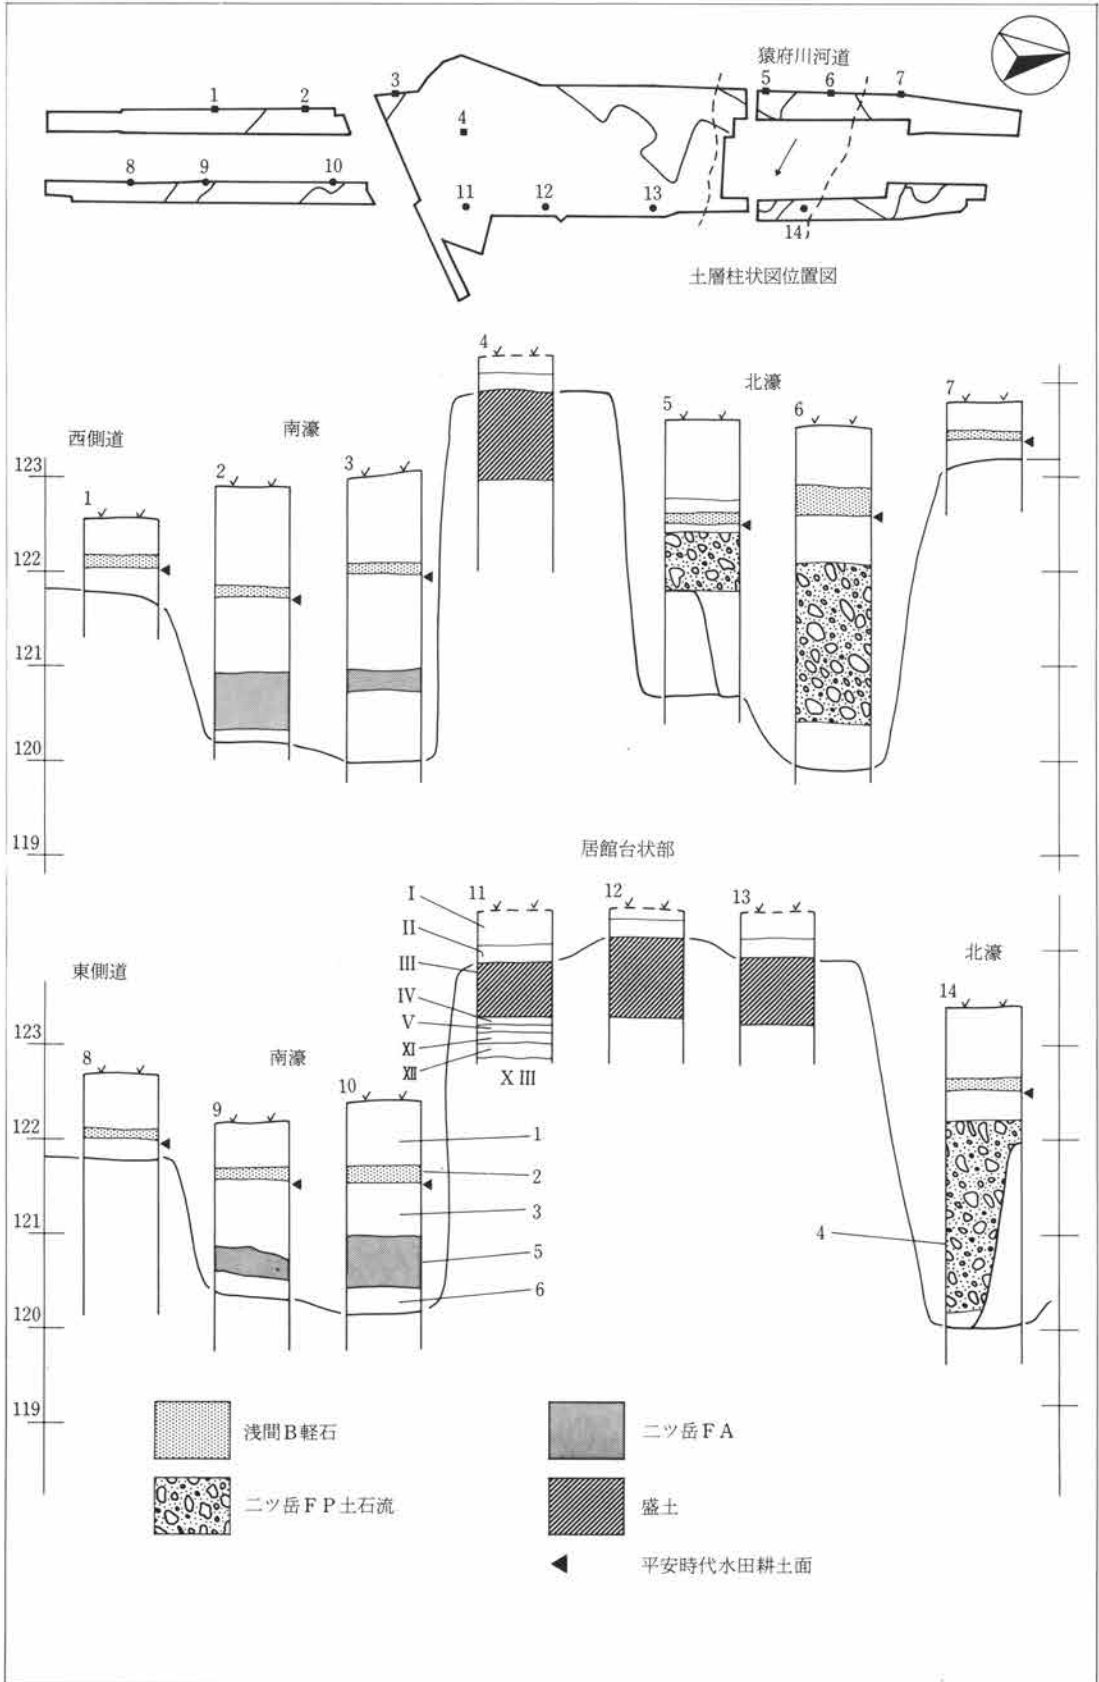 猿府川河道
1 2 3 4 5 6 7
8 9 10 11 12 13 14
土層柱状図位置図
西側道
南濠
北濠
1 2 3 4 5 6 7
123
122
121
120
119
居館台状部
東側道
南濠
北濠
8 9 10 11 12 13 14
I
II
III
IV
V
XI
XII
XIII
123
122
121
120
119
1
2
3
5
6
4
浅間B軽石
二ツ岳FA
二ツ岳FP土石流
盛土
平安時代水田耕土面